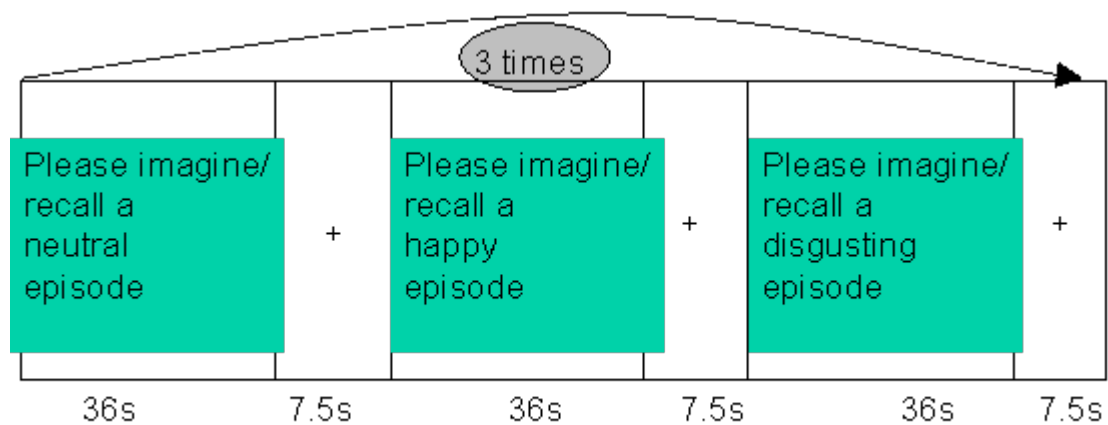 3 times
Please imagine/
recall a
neutral
episode
+
Please imagine/
recall a
happy
episode
+
Please imagine/
recall a
disgusting
episode
+
36s 7.5s 36s 7.5s 36s 7.5s